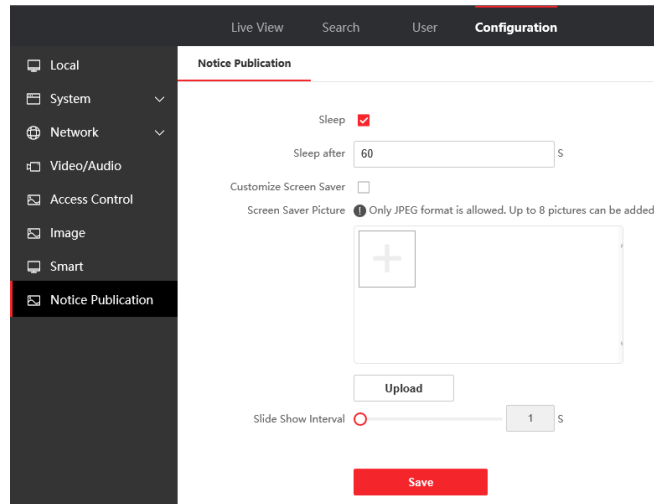 Live View Search User Configuration
Local
System
Network
Video/Audio
Access Control
Image
Smart
Notice Publication
Notice Publication
Sleep
Sleep after 60 S
Customize Screen Saver
Screen Saver Picture ! Only JPEG format is allowed. Up to 8 pictures can be added
Upload
Slide Show Interval 1 S
Save